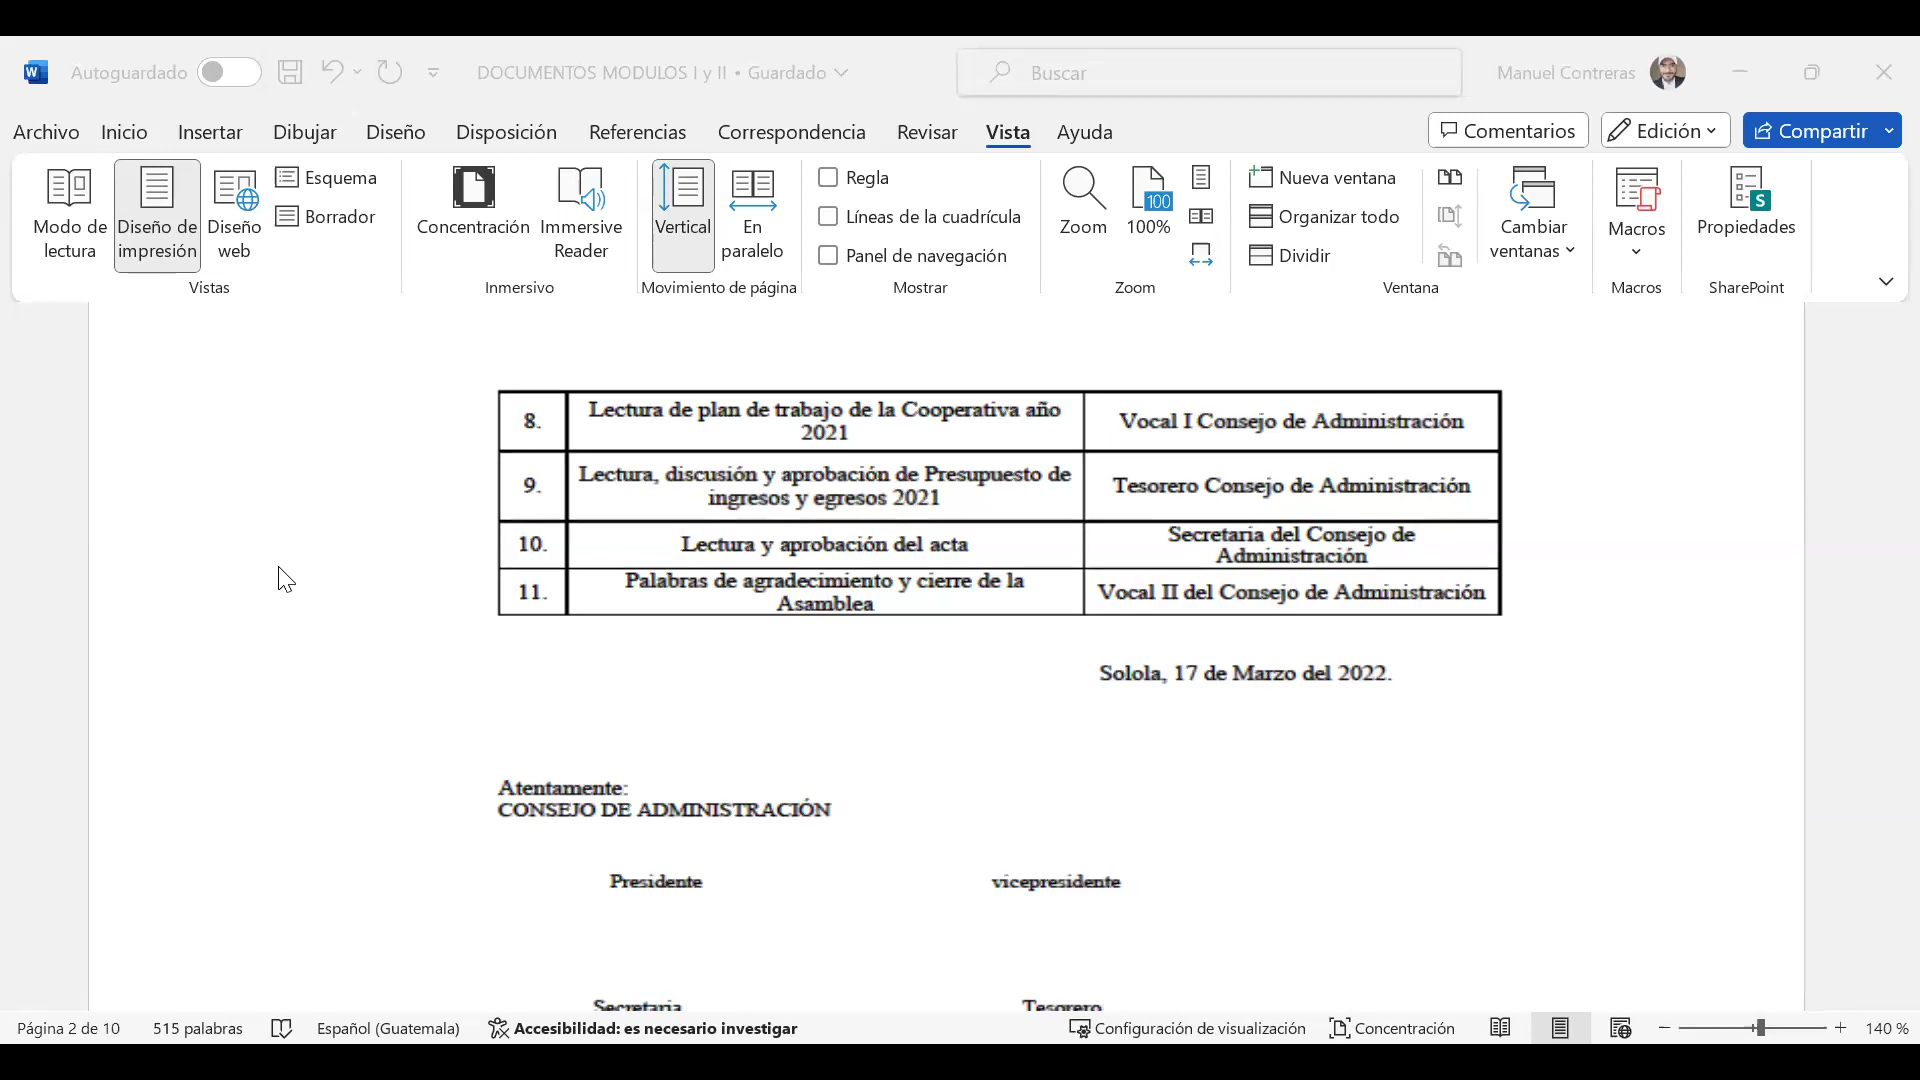 Autoguardado
DOCUMENTOS MODULOS I y II • Guardado
Buscar
Manuel Contreras
Archivo Inicio Insertar Dibujar Diseño Disposición Referencias Correspondencia Revisar Vista Ayuda
Comentarios Edición Compartir
Modo de lectura
Diseño de impresión
Diseño web
Esquema
Borrador
Vistas
Concentración
Immersive Reader
Inmersivo
Vertical
En paralelo
Movimiento de página
Regla
Líneas de la cuadrícula
Panel de navegación
Mostrar
Zoom
100
100%
Zoom
Nueva ventana
Organizar todo
Dividir
Cambiar ventanas
Ventana
Macros
Macros
S
Propiedades
SharePoint
8. Lectura de plan de trabajo de la Cooperativa año 2021 Vocal I Consejo de Administración
9. Lectura, discusión y aprobación de Presupuesto de ingresos y egresos 2021 Tesorero Consejo de Administración
10. Lectura y aprobación del acta Secretaria del Consejo de Administración
11. Palabras de agradecimiento y cierre de la Asamblea Vocal II del Consejo de Administración
Solola, 17 de Marzo del 2022.
Atentamente:
CONSEJO DE ADMINISTRACIÓN
Presidente vicepresidente
Secretaria Tesorero
Página 2 de 10 515 palabras Español (Guatemala) Accesibilidad: es necesario investigar Configuración de visualización Concentración 140 %